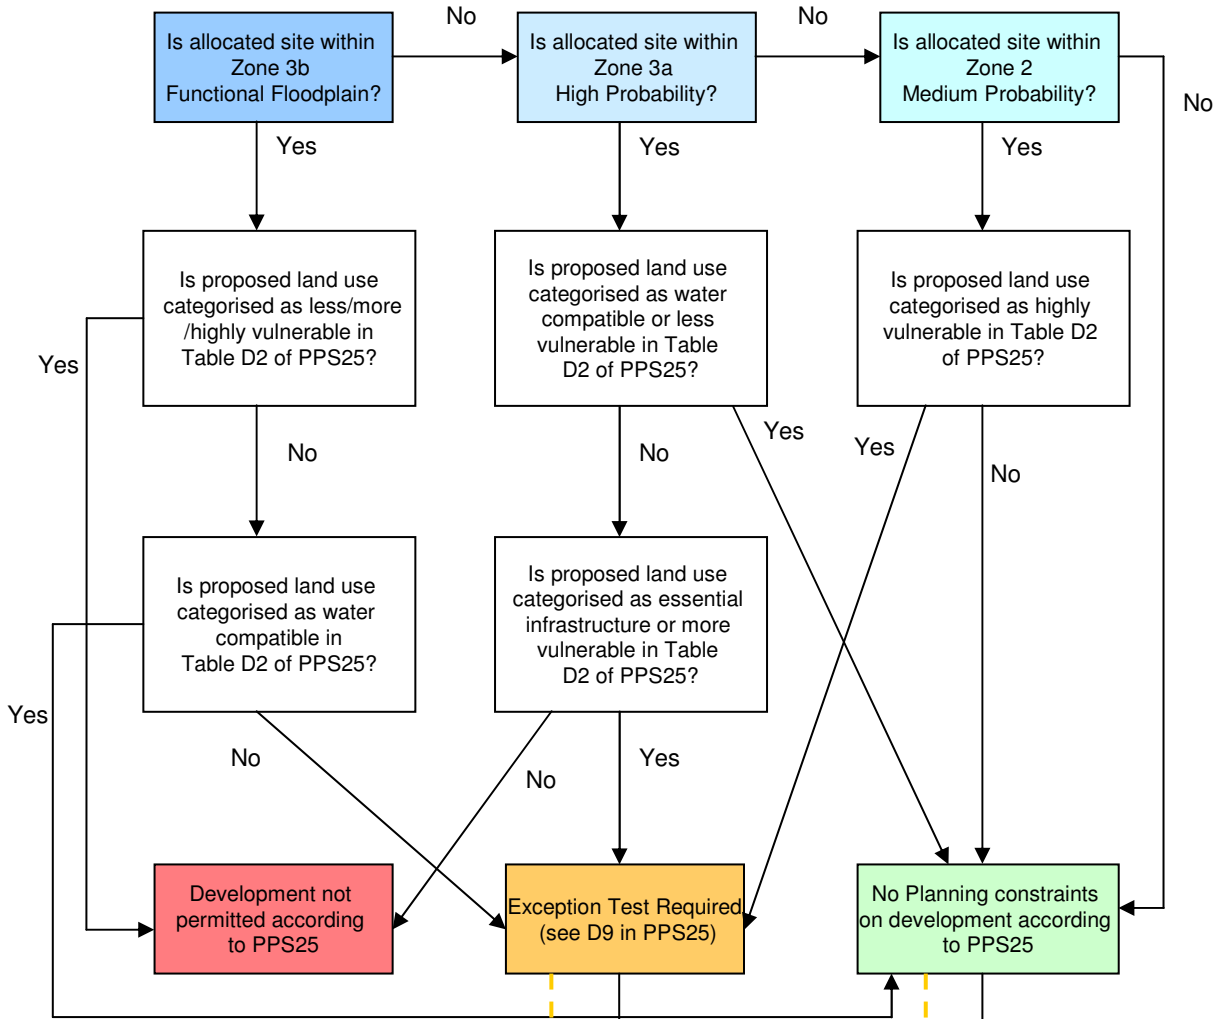 No
No
Is allocated site within
Zone 3b
Functional Floodplain?
Is allocated site within
Zone 3a
High Probability?
Is allocated site within
Zone 2
Medium Probability?
No
Yes
Yes
Yes
Is proposed land use
categorised as less/more
/highly vulnerable in
Table D2 of PPS25?
Is proposed land use
categorised as water
compatible or less
vulnerable in Table
D2 of PPS25?
Is proposed land use
categorised as highly
vulnerable in Table D2
of PPS25?
Yes
No
No
Yes
Yes
No
Is proposed land use
categorised as water
compatible in
Table D2 of PPS25?
Is proposed land use
categorised as essential
infrastructure or more
vulnerable in Table
D2 of PPS25?
Yes
No
No
Yes
Development not
permitted according
to PPS25
Exception Test Required
(see D9 in PPS25)
No Planning constraints
on development according
to PPS25